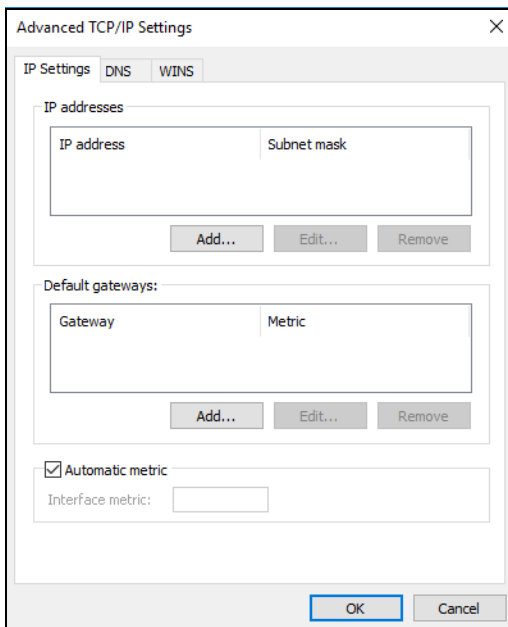 Advanced TCP/IP Settings
IP Settings DNS WINS
IP addresses
IP address Subnet mask
Add... Edit... Remove
Default gateways:
Gateway Metric
Add... Edit... Remove
Automatic metric
Interface metric:
OK Cancel